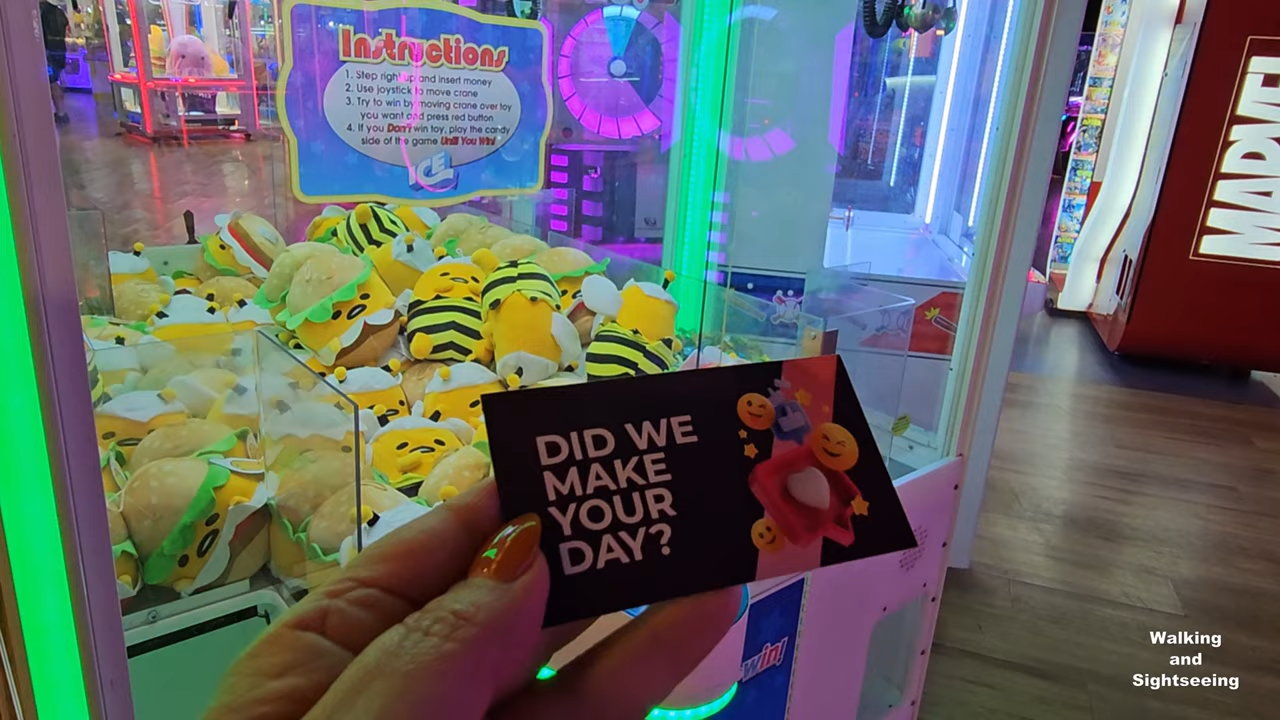 Instructions
1. Step right up and insert money
2. Use joystick to move crane
3. Try to win by moving crane over toy
you want and press red button
4. If you Don't win toy, play the candy
side of the game Until You Win!
ICE
MARVEL
DID WE
MAKE
YOUR
DAY?
win!
Walking
and
Sightseeing